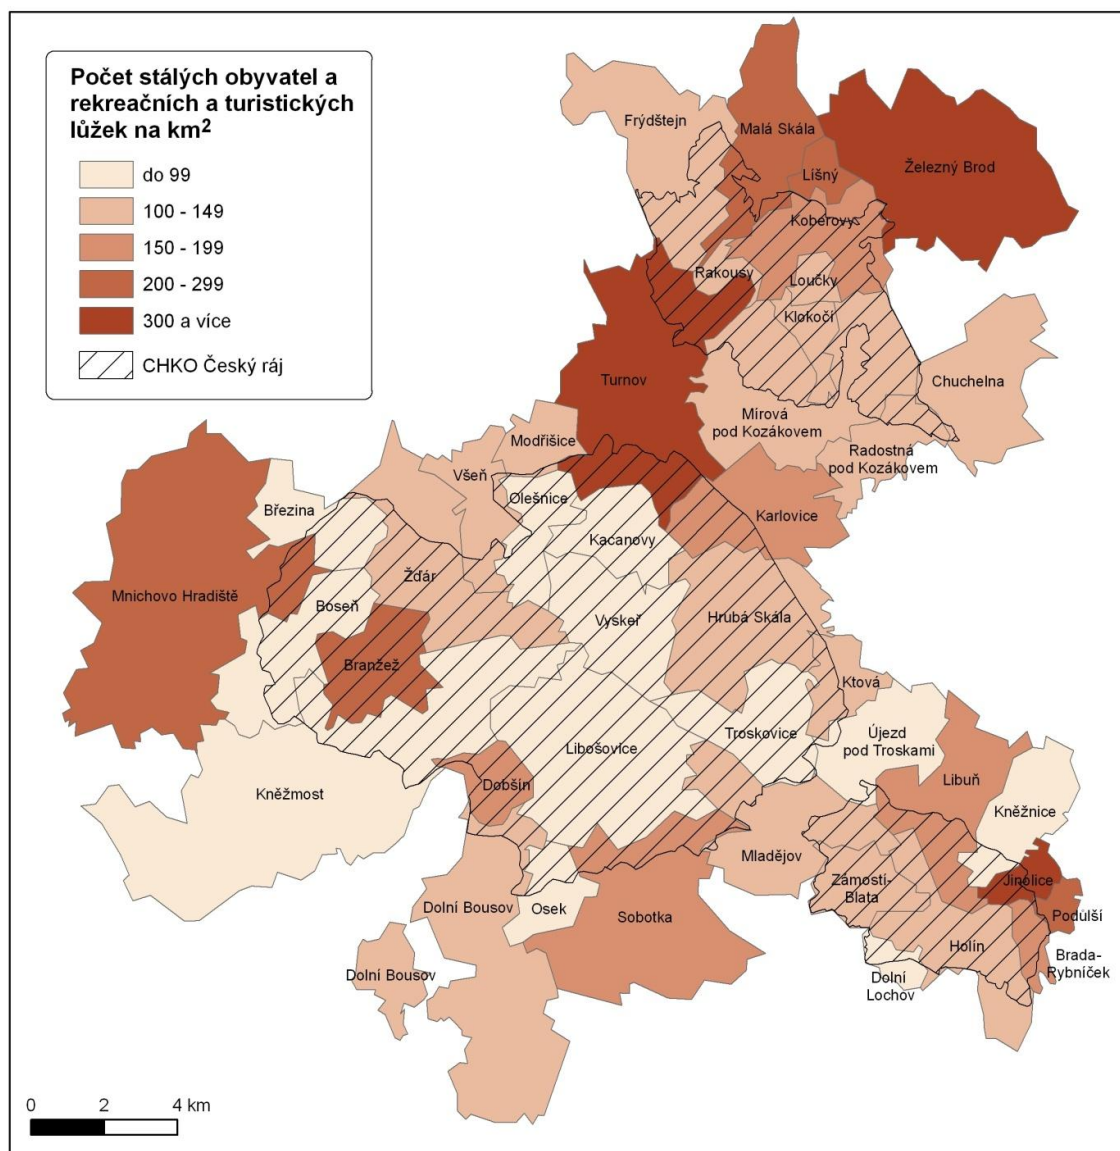 Počet stálých obyvatel a
rekreačních a turistických
lůžek na km²
do 99
100 - 149
150 - 199
200 - 299
300 a více
CHKO Český ráj
Frýdštejn
Malá Skála
Líšný
Železný Brod
Koberovy
Rakousy
Loučky
Klokočí
Turnov
Chuchelna
Mírová
pod Kozákovem
Radostná
pod Kozákovem
Modřišice
Všeň
Olešnice
Karlovice
Březina
Kacanovy
Žďár
Mnichovo Hradiště
Boseň
Vyskeř
Hrubá Skála
Branžež
Ktová
Troskovice
Újezd
pod Troskami
Libošovice
Libuň
Dobšín
Kněžmost
Kněžnice
Mladějov
Zámostí-
Blata
Jinolice
Dolní Bousov
Osek
Sobotka
Podůlší
Holín
Brada-
Rybníček
Dolní Bousov
Dolní
Lochov
0 2 4 km